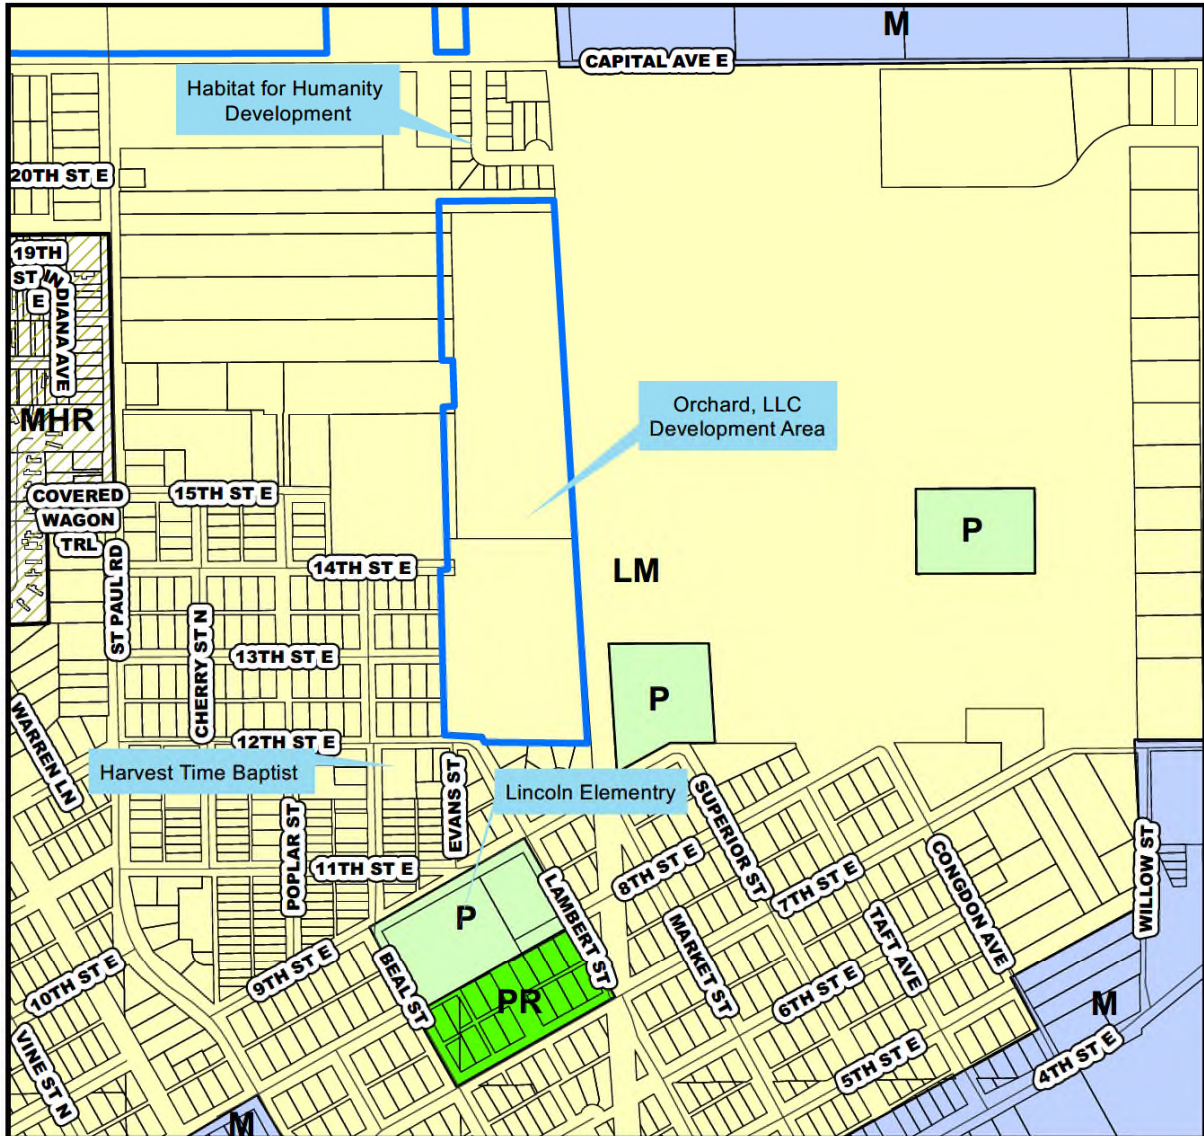 M
CAPITAL AVE E
Habitat for Humanity
Development
20TH ST E
19TH
ST
E
INDIANA AVE
MHR
Orchard, LLC
Development Area
COVERED
WAGON
TRL
15TH ST E
P
14TH ST E
LM
ST PAUL RD
CHERRY ST N
13TH ST E
P
WARREN LN
12TH ST E
Harvest Time Baptist
EVANS ST
Lincoln Elementry
SUPERIOR ST
POPLAR ST
11TH ST E
8TH ST E
7TH ST E
CONGDON AVE
WILLOW ST
P
LAMBERT ST
MARKET ST
TAFT AVE
10TH ST E
9TH ST E
BEAL ST
PR
6TH ST E
M
VINE ST N
5TH ST E
4TH ST E
M